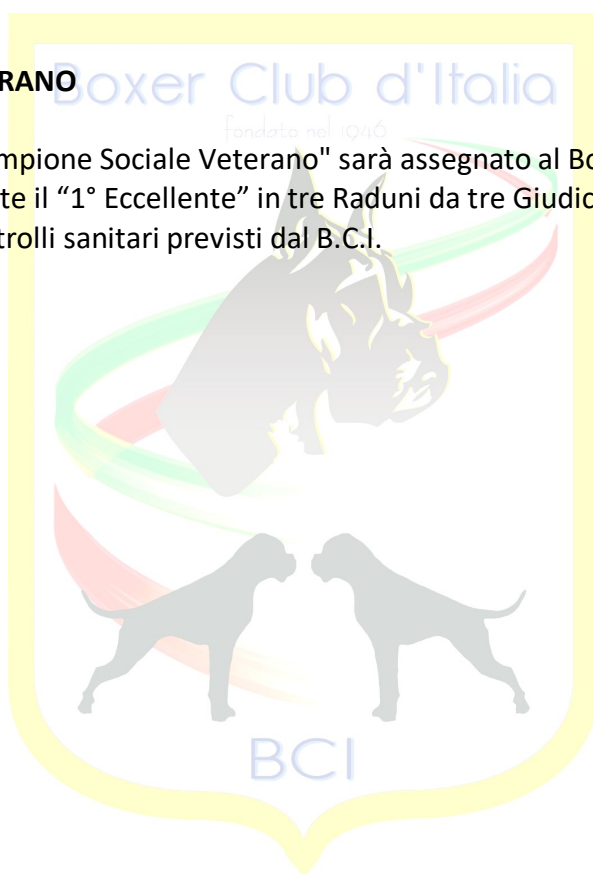 RANO
Boxer Club d'Italia
fondato nel 1946
mpione Sociale Veterano" sarà assegnato al Bo
te il “1° Eccellente” in tre Raduni da tre Giudic
trolli sanitari previsti dal B.C.I.
BCI